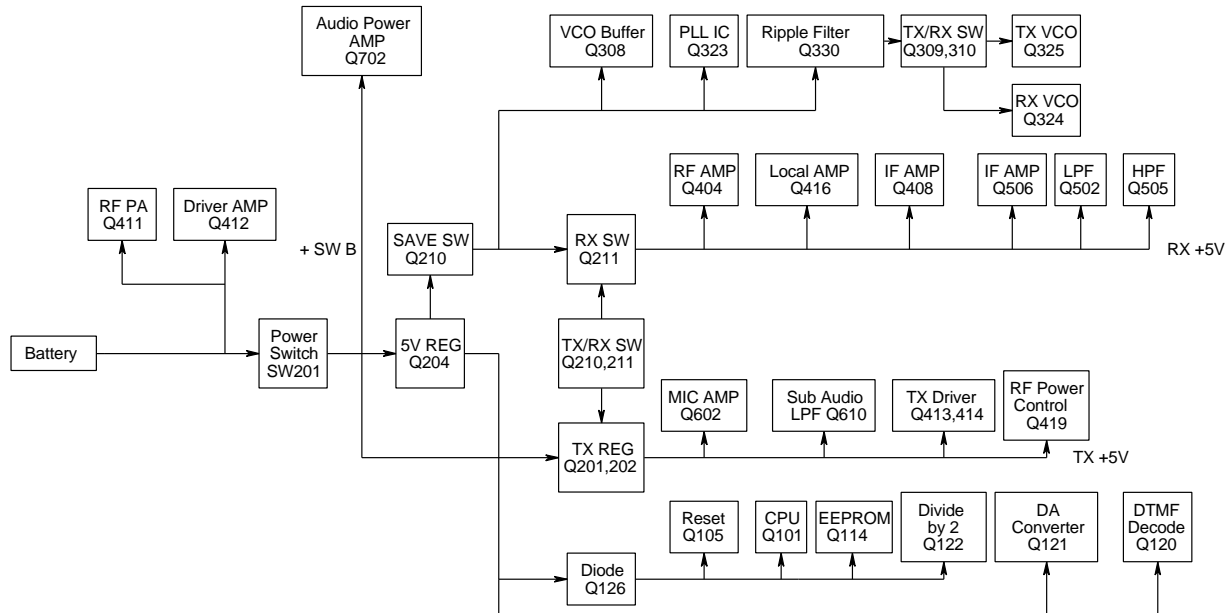 Audio Power
AMP
Q702
VCO Buffer
Q308
PLL IC
Q323
Ripple Filter
Q330
TX/RX SW
Q309,310
TX VCO
Q325
RX VCO
Q324
RF AMP
Q404
Local AMP
Q416
IF AMP
Q408
IF AMP
Q506
LPF
Q502
HPF
Q505
RF PA
Q411
Driver AMP
Q412
+ SW B
SAVE SW
Q210
RX SW
Q211
RX +5V
Battery
Power
Switch
SW201
5V REG
Q204
TX/RX SW
Q210,211
MIC AMP
Q602
Sub Audio
LPF Q610
TX Driver
Q413,414
RF Power
Control
Q419
TX REG
Q201,202
TX +5V
Reset
Q105
CPU
Q101
EEPROM
Q114
Divide
by 2
Q122
DA
Converter
Q121
DTMF
Decode
Q120
Diode
Q126